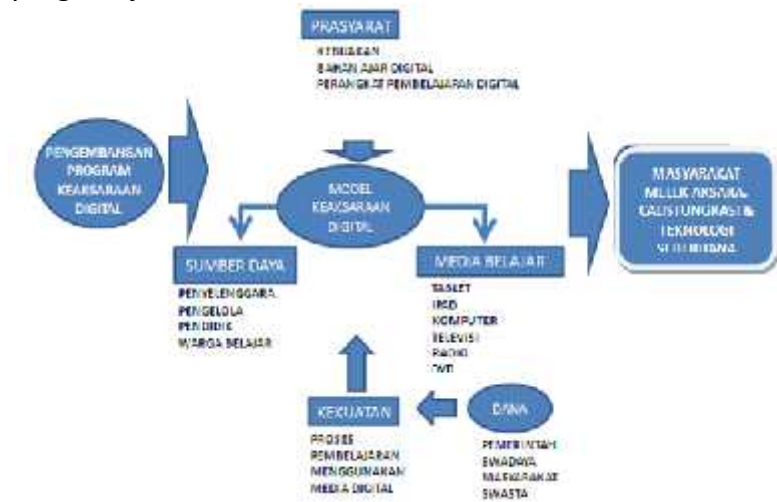 PRASYARAT
KEBIJAKAN
BAHAN AJAR DIGITAL
PERANGKAT PEMBELAJARAN DIGITAL
PENGEMBANGAN
PROGRAM
KEAKSARAAN
DIGITAL
MODEL
KEAKSARAAN
DIGITAL
MASYARAKAT
MELEK AKSARA,
CALISTUNGKASI &
TEKNOLOGI
SEDERHANA
SUMBER DAYA
PENYELENGGARA
PENGELOLA
PENDIDIK
WARGA BELAJAR
MEDIA BELAJAR
TABLET
IPAD
KOMPUTER
TELEVISI
RADIO
DVD
KEKUATAN
PROSES
PEMBELAJARAN
MENGGUNAKAN
MEDIA DIGITAL
DANA
PEMERINTAH
SWADAYA
MASYARAKAT
SWASTA